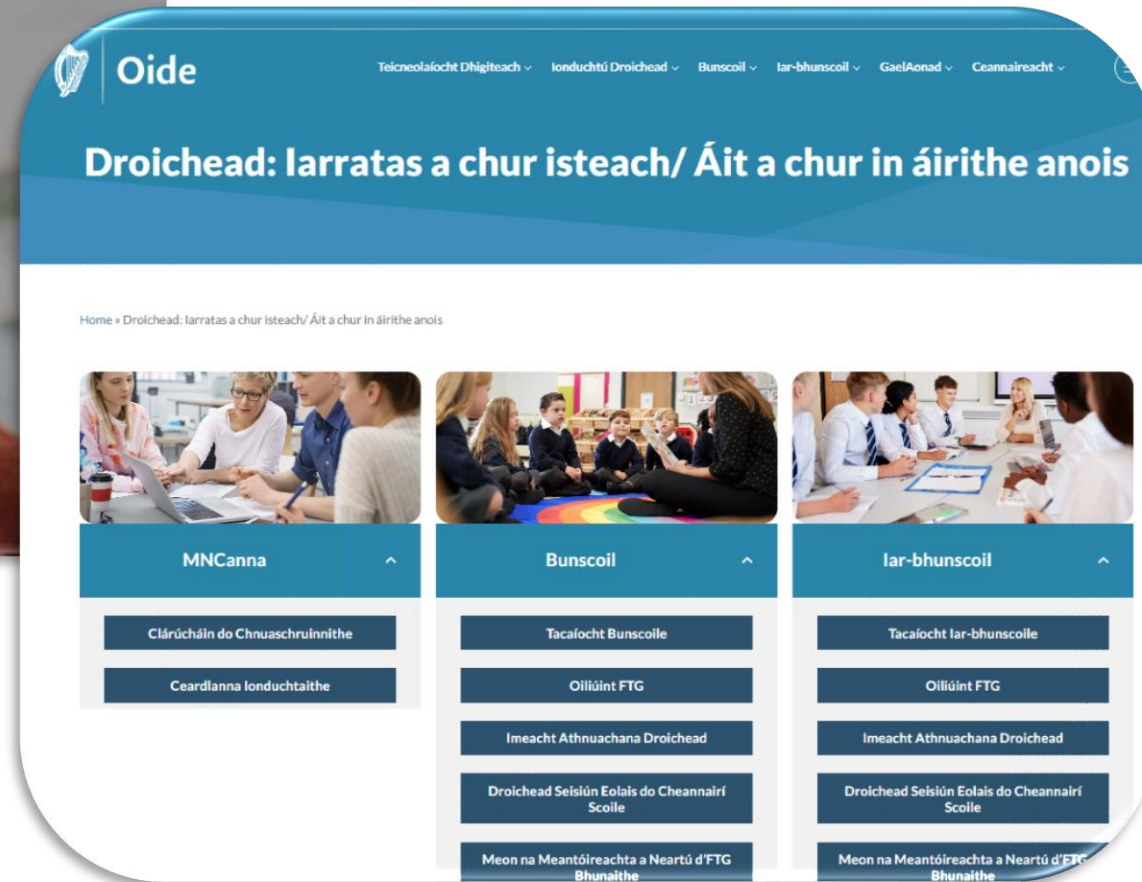 Oide
Teicneolaíocht Dhigiteach
Ionduchtú Droichead
Bunscoil
Iar-bhunscoil
GaelAonad
Ceannaireacht
Droichead: Iarratas a chur isteach/ Áit a chur in áirithe anois
Home » Droichead: Iarratas a chur isteach/ Áit a chur in áirithe anois
MNCanna
Clárúcháin do Chnuaschruinnithe
Ceardlanna Ionduchtaithe
Bunscoil
Tacaíocht Bunscoile
Oiliúint FTG
Imeacht Athnuachana Droichead
Droichead Seisiún Eolais do Cheannairí
Scoile
Meon na Meantóireachta a Neartú d'FTG
Bhunaithe
Iar-bhunscoil
Tacaíocht Iar-bhunscoile
Oiliúint FTG
Imeacht Athnuachana Droichead
Droichead Seisiún Eolais do Cheannairí
Scoile
Meon na Meantóireachta a Neartú d'FTG
Bhunaithe